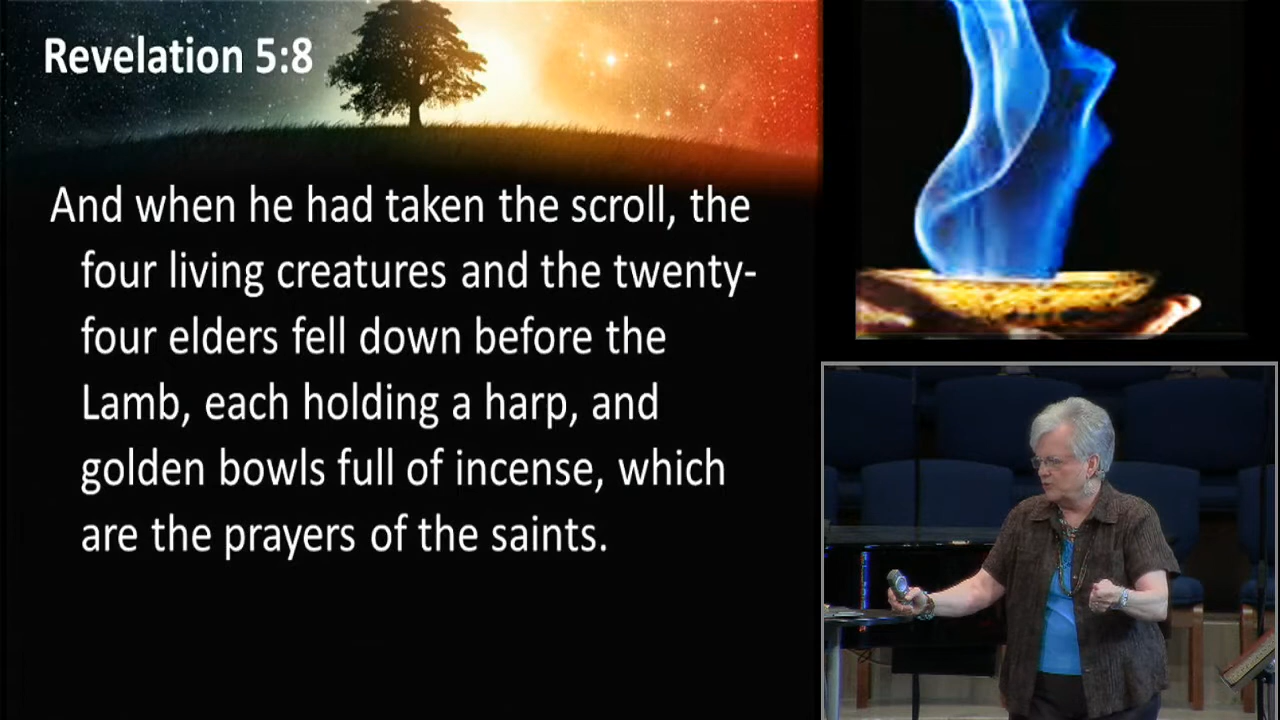 Revelation 5:8
And when he had taken the scroll, the
four living creatures and the twenty-
four elders fell down before the
Lamb, each holding a harp, and
golden bowls full of incense, which
are the prayers of the saints.